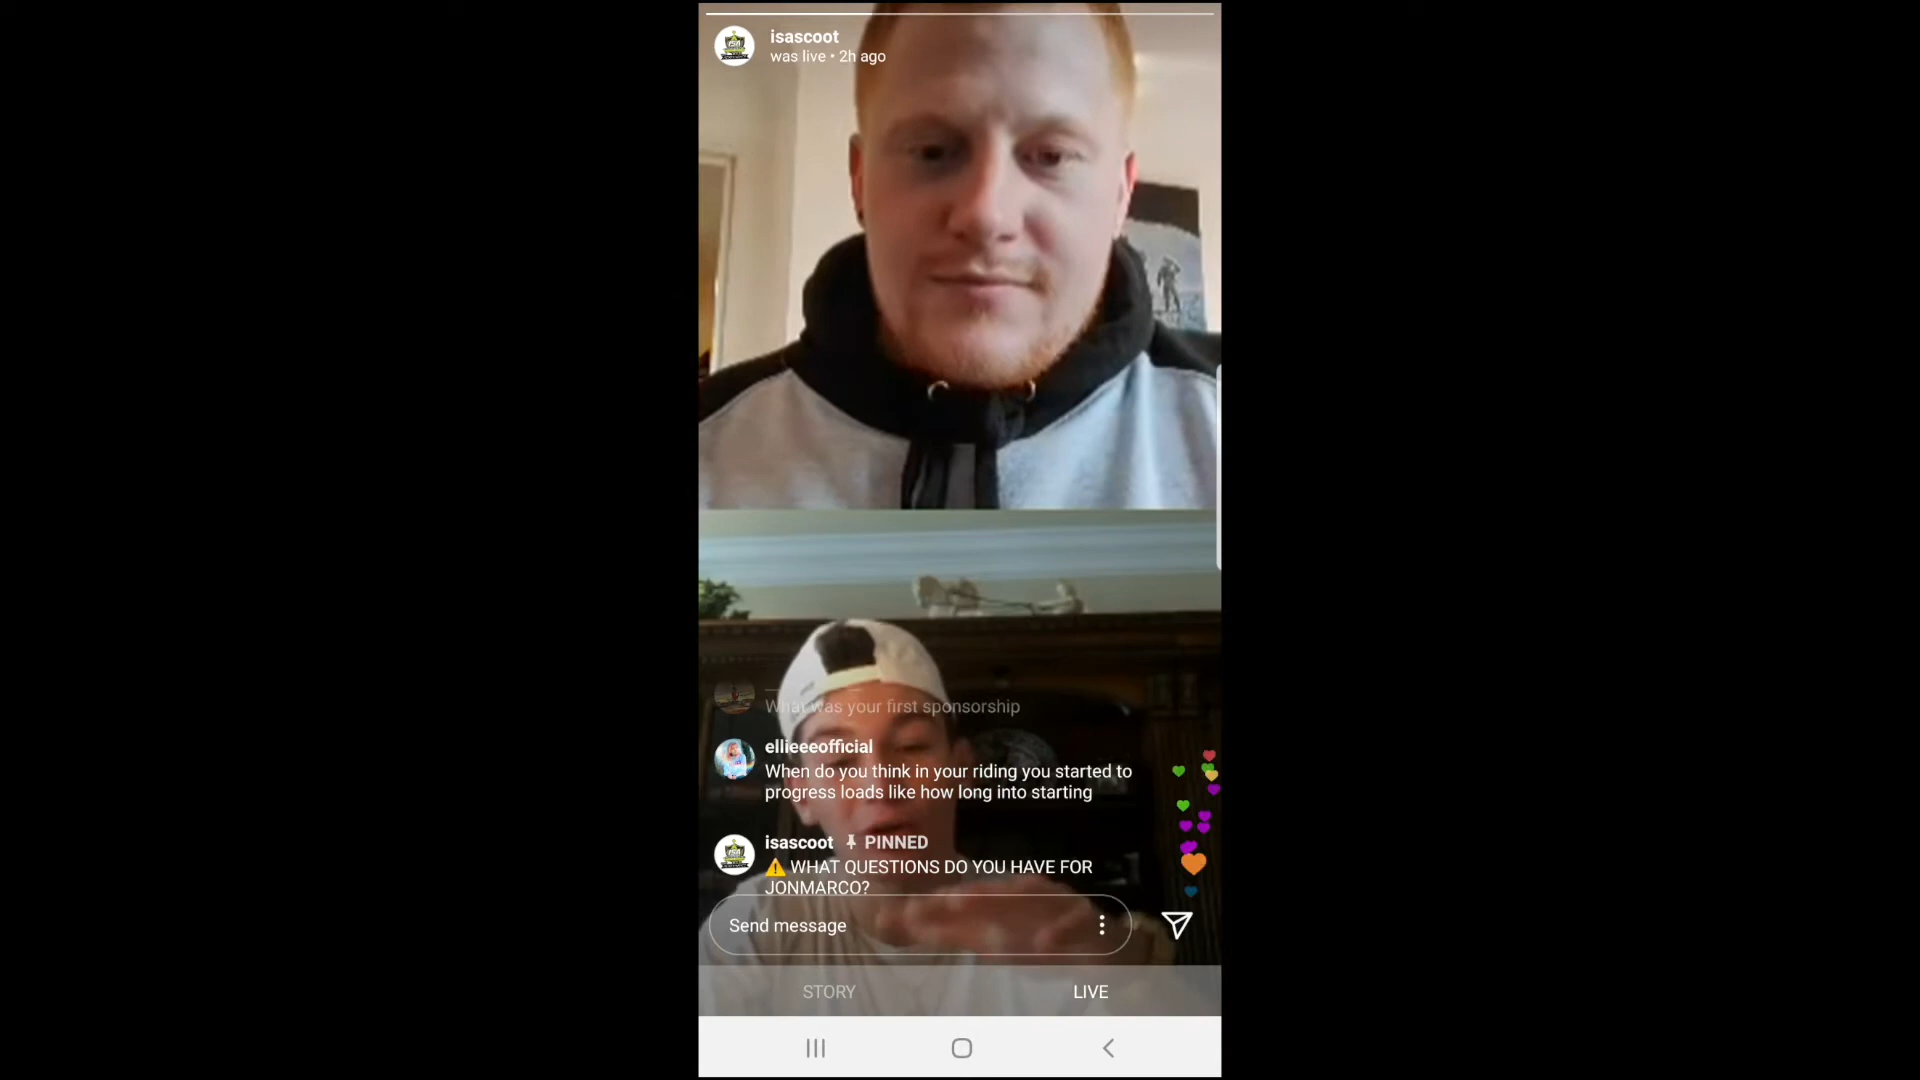 isascoot
was live • 2h ago
What was your first sponsorship
ellieeeofficial
When do you think in your riding you started to
progress loads like how long into starting
isascoot PINNED
⚠️ WHAT QUESTIONS DO YOU HAVE FOR
JONMARCO?
Send message
STORY LIVE